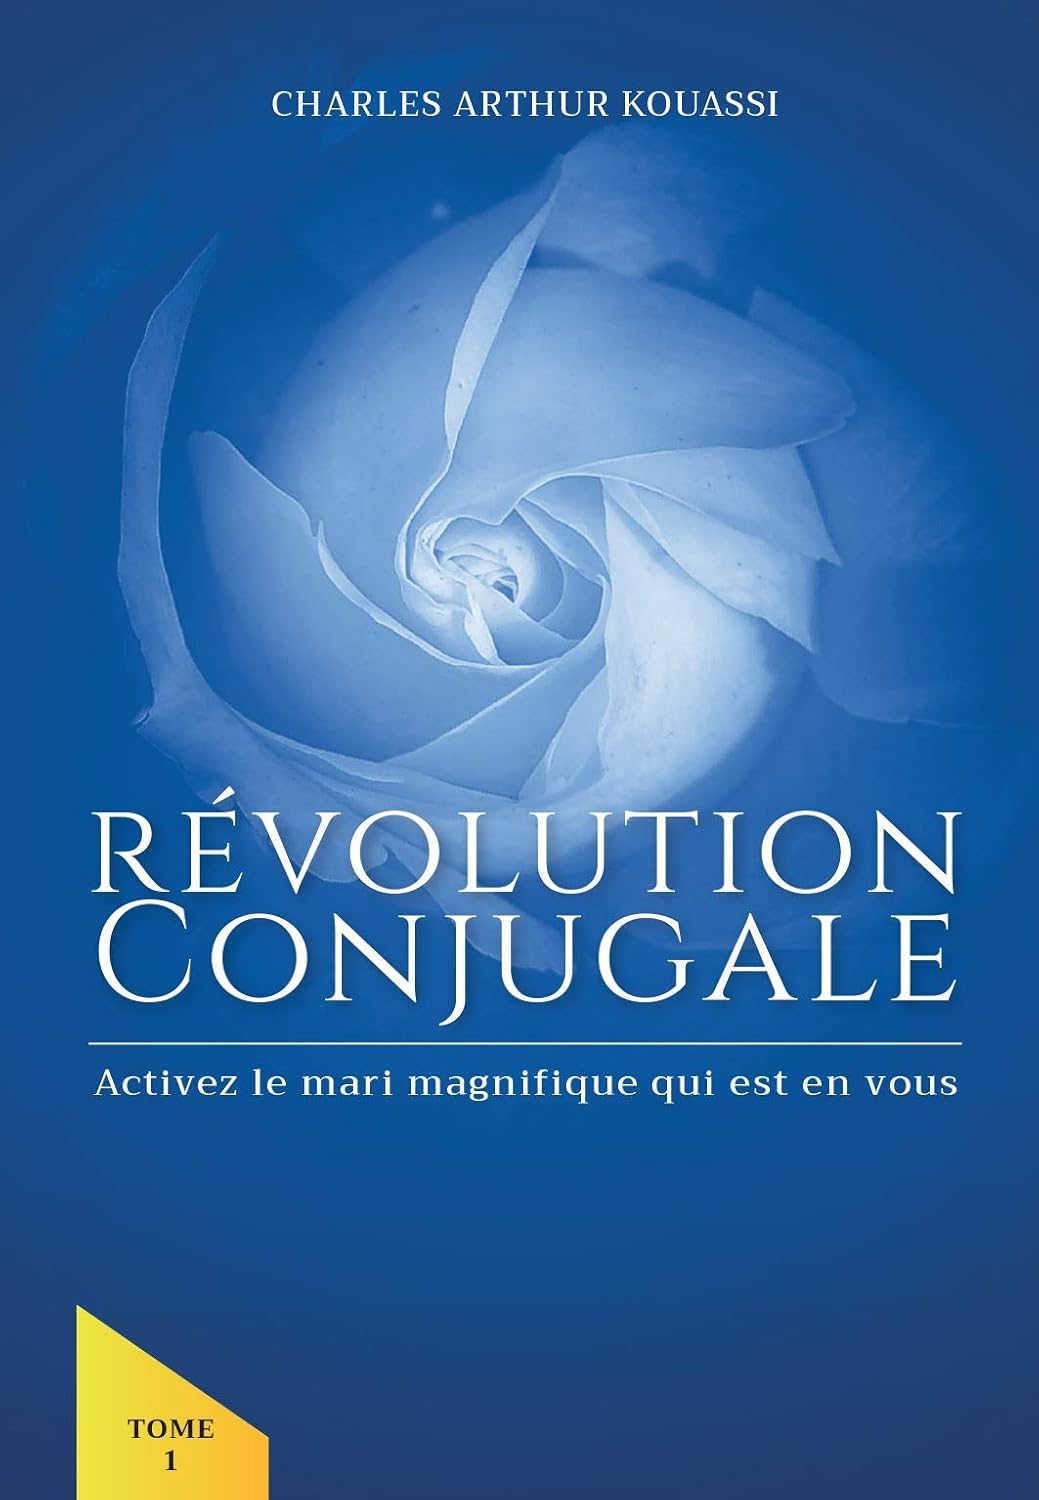 CHARLES ARTHUR KOUASSI
RÉVOLUTION
CONJUGALE
Activez le mari magnifique qui est en vous
TOME
1